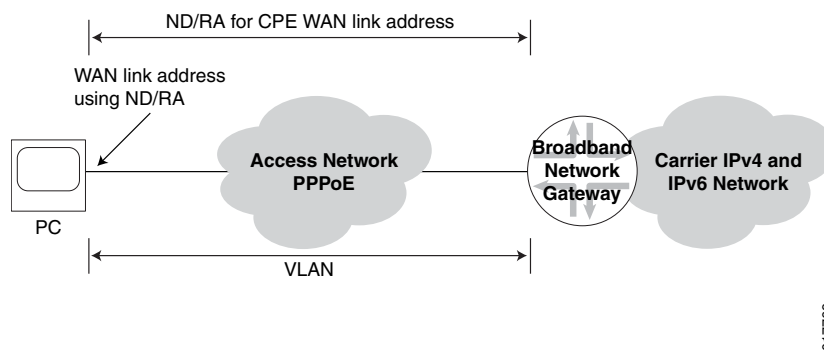 ND/RA for CPE WAN link address
WAN link address
using ND/RA
Access Network
PPPoE
Broadband
Network
Gateway
Carrier IPv4 and
IPv6 Network
PC
VLAN